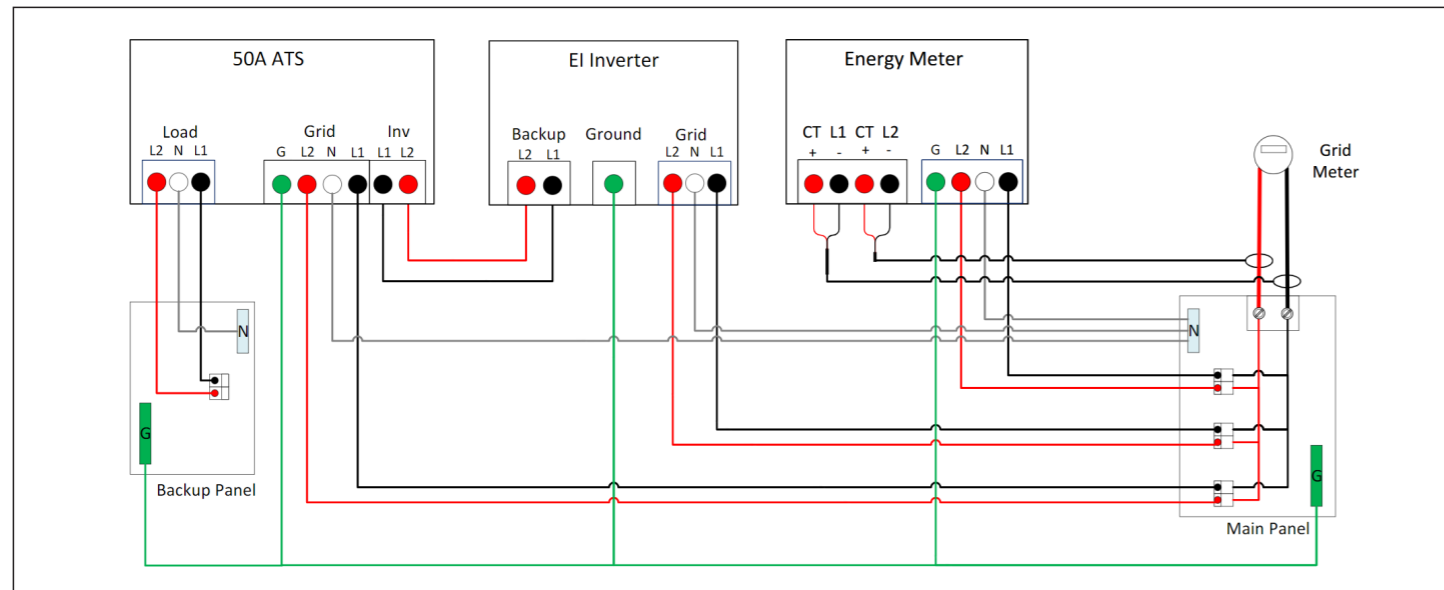 50A ATS
EI Inverter
Energy Meter
Load
Grid
Inv
Backup
Ground
Grid
CT L1 CT L2
Grid
Meter
L2 N L1
G L2 N L1 L1 L2
L2 L1
L2 N L1
+ - + -
G L2 N L1
N
N
G
G
Backup Panel
Main Panel